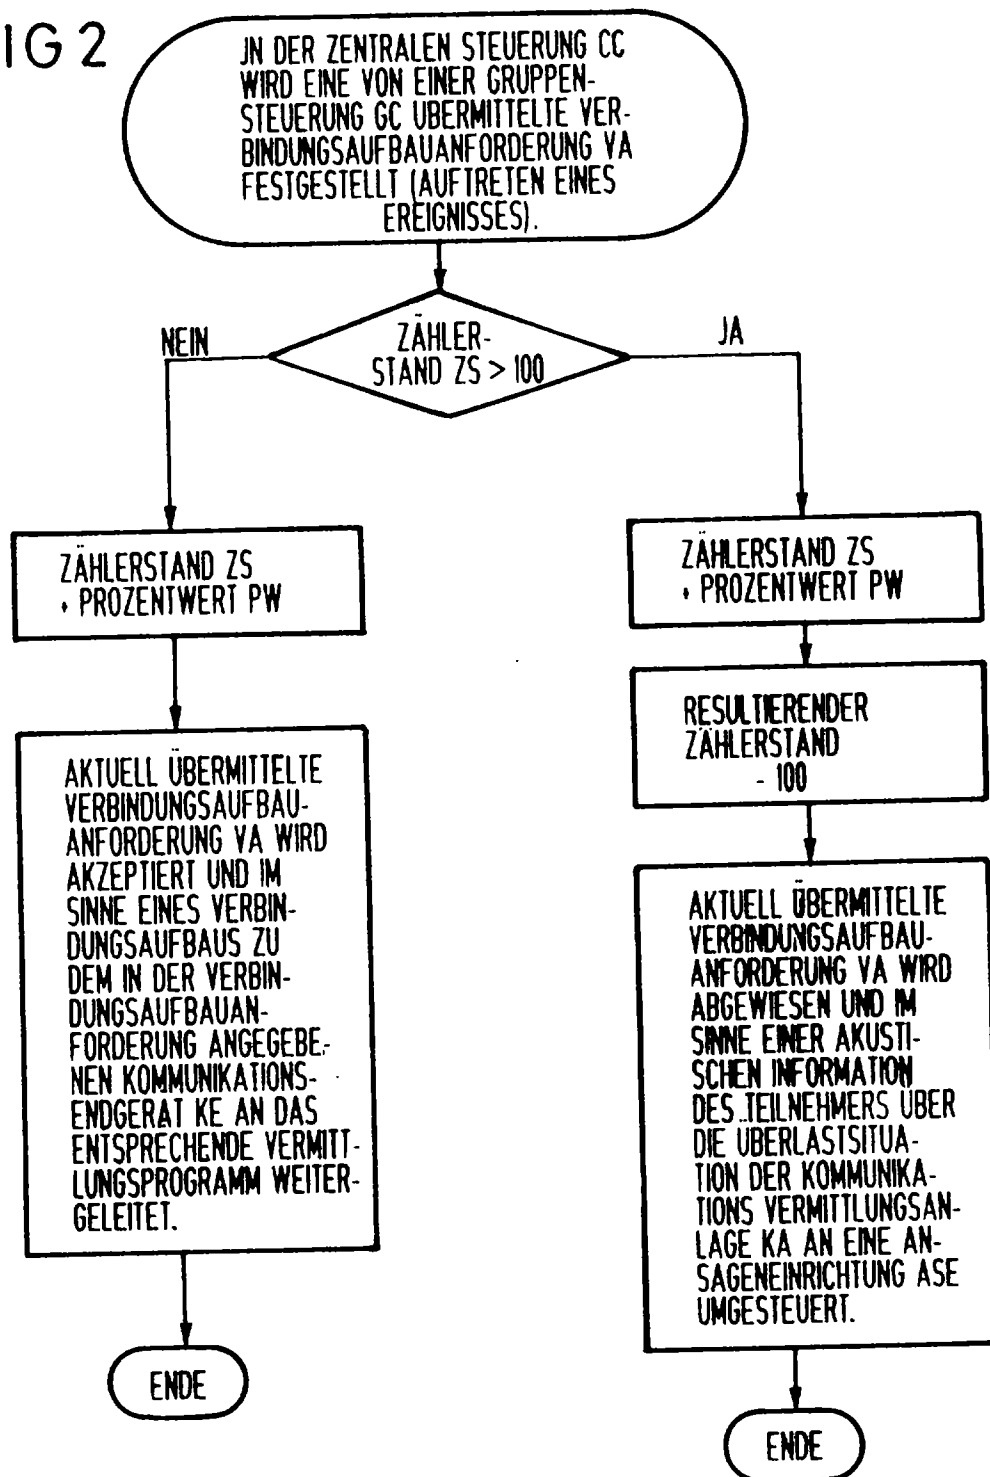 IG 2
JN DER ZENTRALEN STEUERUNG CC
WIRD EINE VON EINER GRUPPEN-
STEUERUNG GC UBERMITTELTE VER-
BINDUNGSAUFBAUANFORDERUNG VA
FESTGESTELLT (AUFTRETEN EINES
EREIGNISSES).
ZÄHLER-
STAND ZS > 100
NEIN
JA
ZÄHLERSTAND ZS
+ PROZENTWERT PW
AKTUELL ÜBERMITTELTE
VERBINDUNGSAUFBAU-
ANFORDERUNG VA WIRD
AKZEPTIERT UND IM
SINNE EINES VERBIN-
DUNGSAUFBAUS ZU
DEM IN DER VERBIN-
DUNGSAUFBAUAN-
FORDERUNG ANGEGEBE-
NEN KOMMUNIKATIONS-
ENDGERAT KE AN DAS
ENTSPRECHENDE VERMITT-
LUNGSPROGRAMM WEITER-
GELEITET.
ENDE
ZÄHLERSTAND ZS
+ PROZENTWERT PW
RESULTIERENDER
ZÄHLERSTAND
- 100
AKTUELL ÜBERMITTELTE
VERBINDUNGSAUFBAU-
ANFORDERUNG VA WIRD
ABGEWIESEN UND IM
SINNE EINER AKUSTI-
SCHEN INFORMATION
DES TEILNEHMERS ÜBER
DIE ÜBERLASTSITUA-
TION DER KOMMUNIKA-
TIONS VERMITTLUNGSAN-
LAGE KA AN EINE AN-
SAGENEINRICHTUNG ASE
UMGESTEUERT.
ENDE